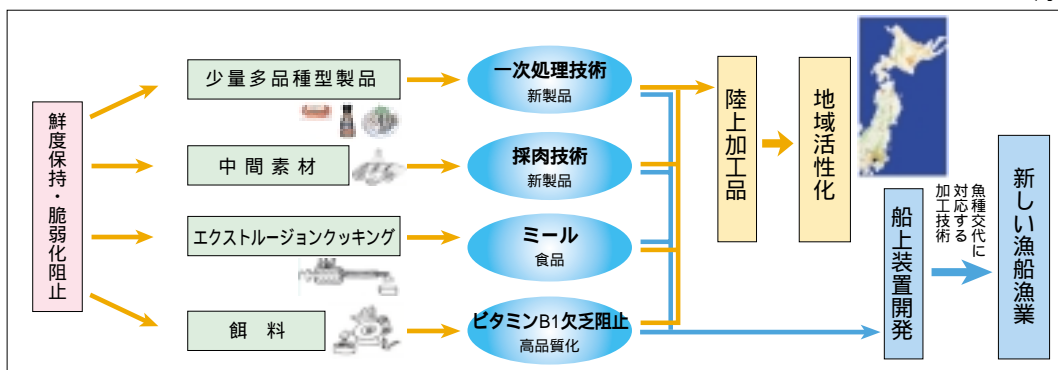 鮮度保持・脆弱化阻止
少量多品種型製品
中間素材
エクストルージョンクッキング
餌料
一次処理技術
新製品
採肉技術
新製品
ミール
食品
ビタミンB1欠乏阻止
高品質化
陸上加工品
地域活性化
船上装置開発
魚種交代に
対応する
加工技術
新しい漁船漁業